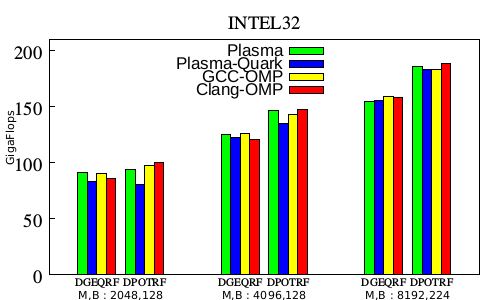 INTEL32
Plasma
Plasma-Quark
GCC-OMP
Clang-OMP
GigaFlops
200
150
100
50
0
DGEQRF DPOTRF DGEQRF DPOTRF DGEQRF DPOTRF
M,B : 2048,128 M,B : 4096,128 M,B : 8192,224